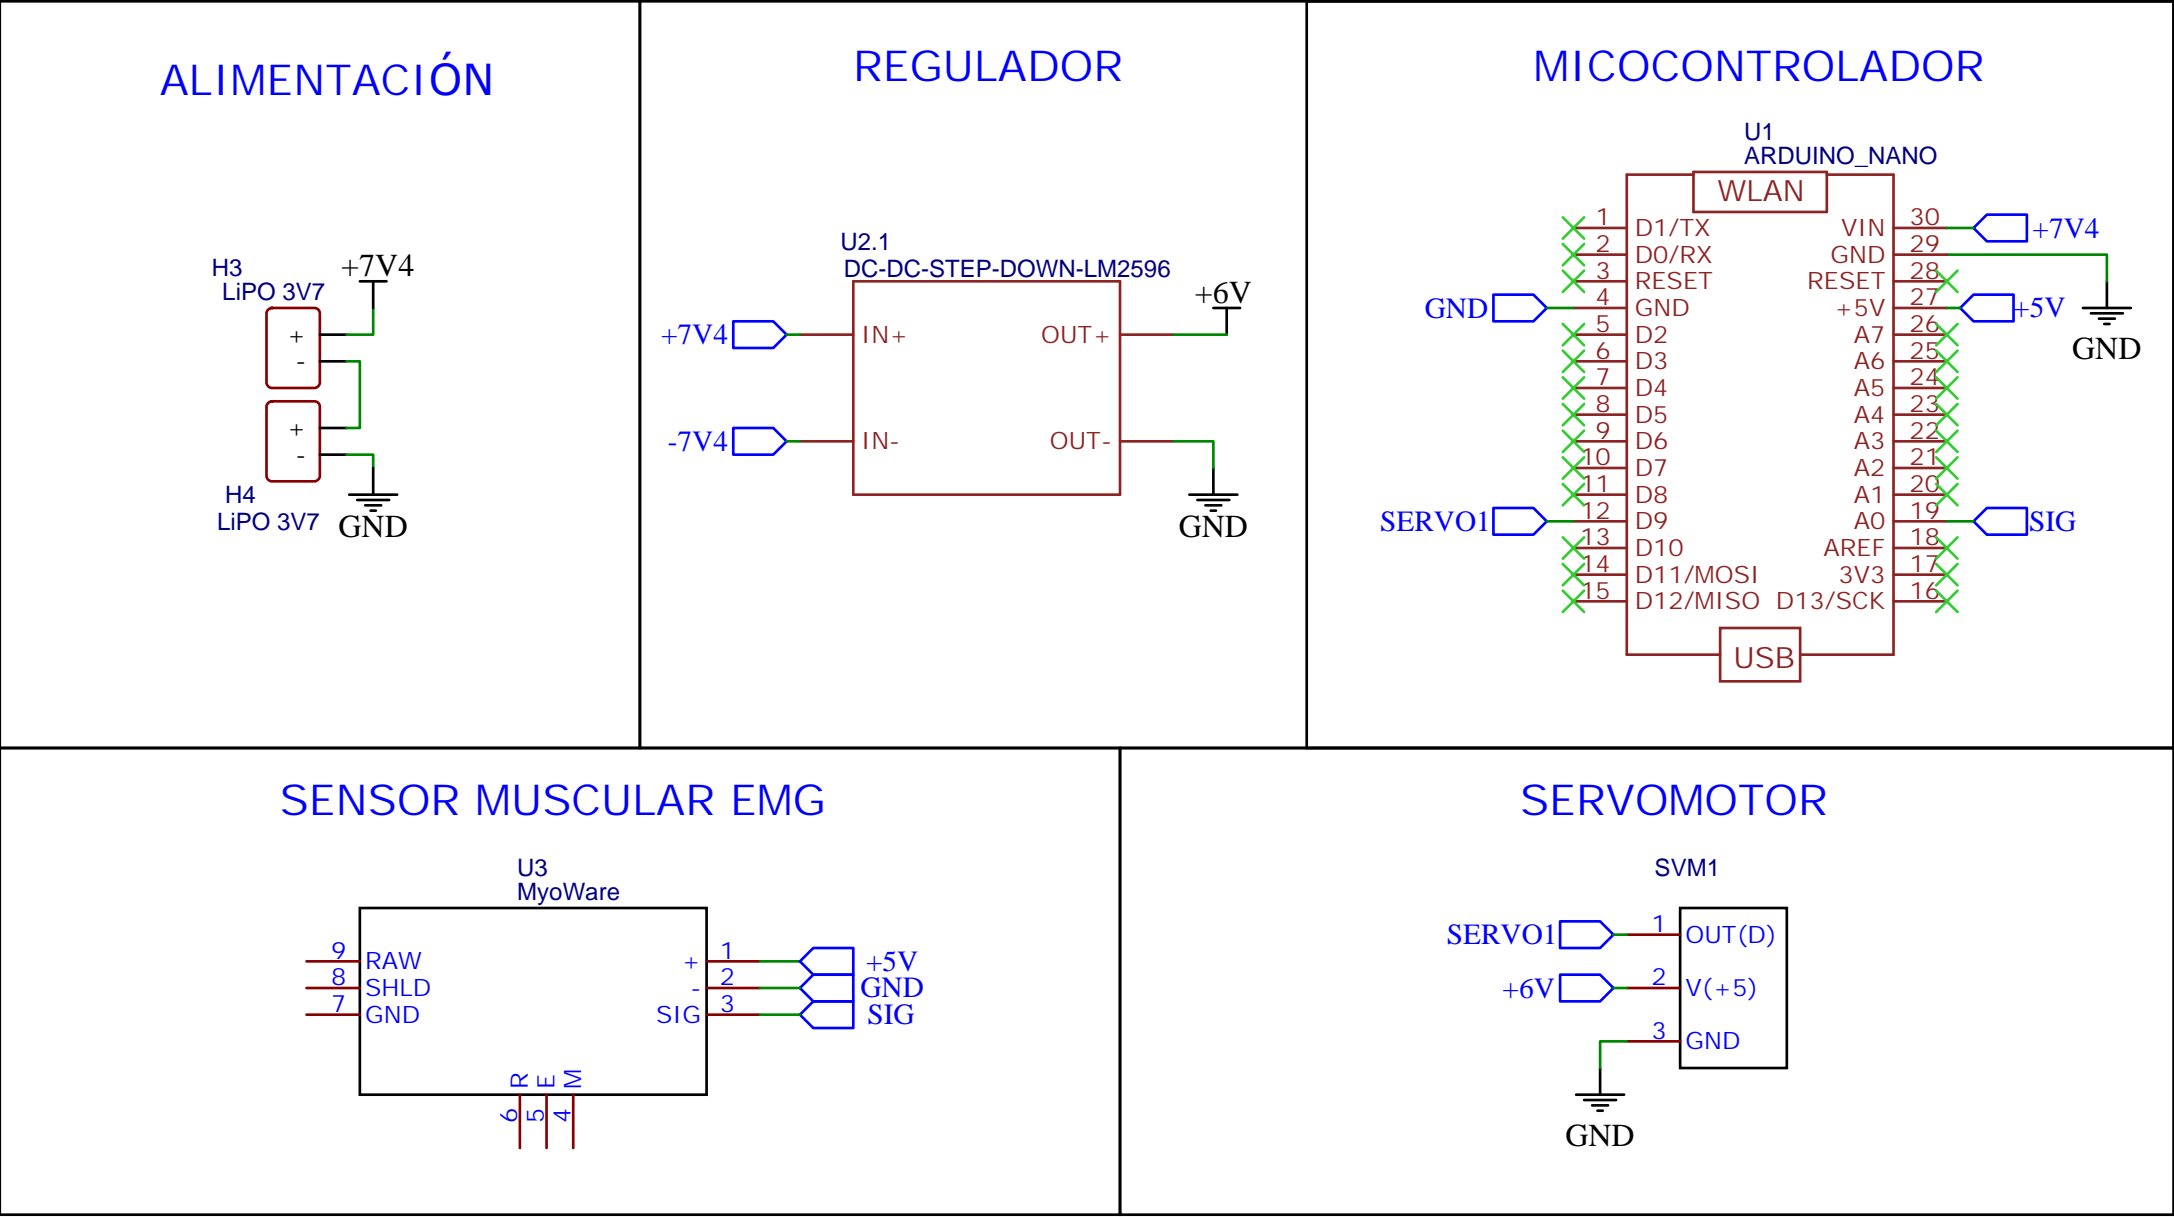 ALIMENTACIÓN
H3
LiPO 3V7
+7V4
+
-
+
-
H4
LiPO 3V7
GND
REGULADOR
U2.1
DC-DC-STEP-DOWN-LM2596
+6V
+7V4
IN+
OUT+
-7V4
IN-
OUT-
GND
MICOCONTROLADOR
U1
ARDUINO_NANO
WLAN
1 D1/TX VIN 30 +7V4
2 D0/RX GND 29
3 RESET RESET 28
GND 4 GND +5V 27 +5V
5 D2 A7 26
GND
6 D3 A6 25
7 D4 A5 24
8 D5 A4 23
9 D6 A3 22
10 D7 A2 21
11 D8 A1 20
SERVO1 12 D9 A0 19 SIG
13 D10 AREF 18
14 D11/MOSI 3V3 17
15 D12/MISO D13/SCK 16
USB
SENSOR MUSCULAR EMG
U3
MyoWare
9 RAW + 1 +5V
8 SHLD - 2 GND
7 GND SIG 3 SIG
R E M
6 5 4
SERVOMOTOR
SVM1
SERVO1 1 OUT(D)
+6V 2 V(+5)
3 GND
GND